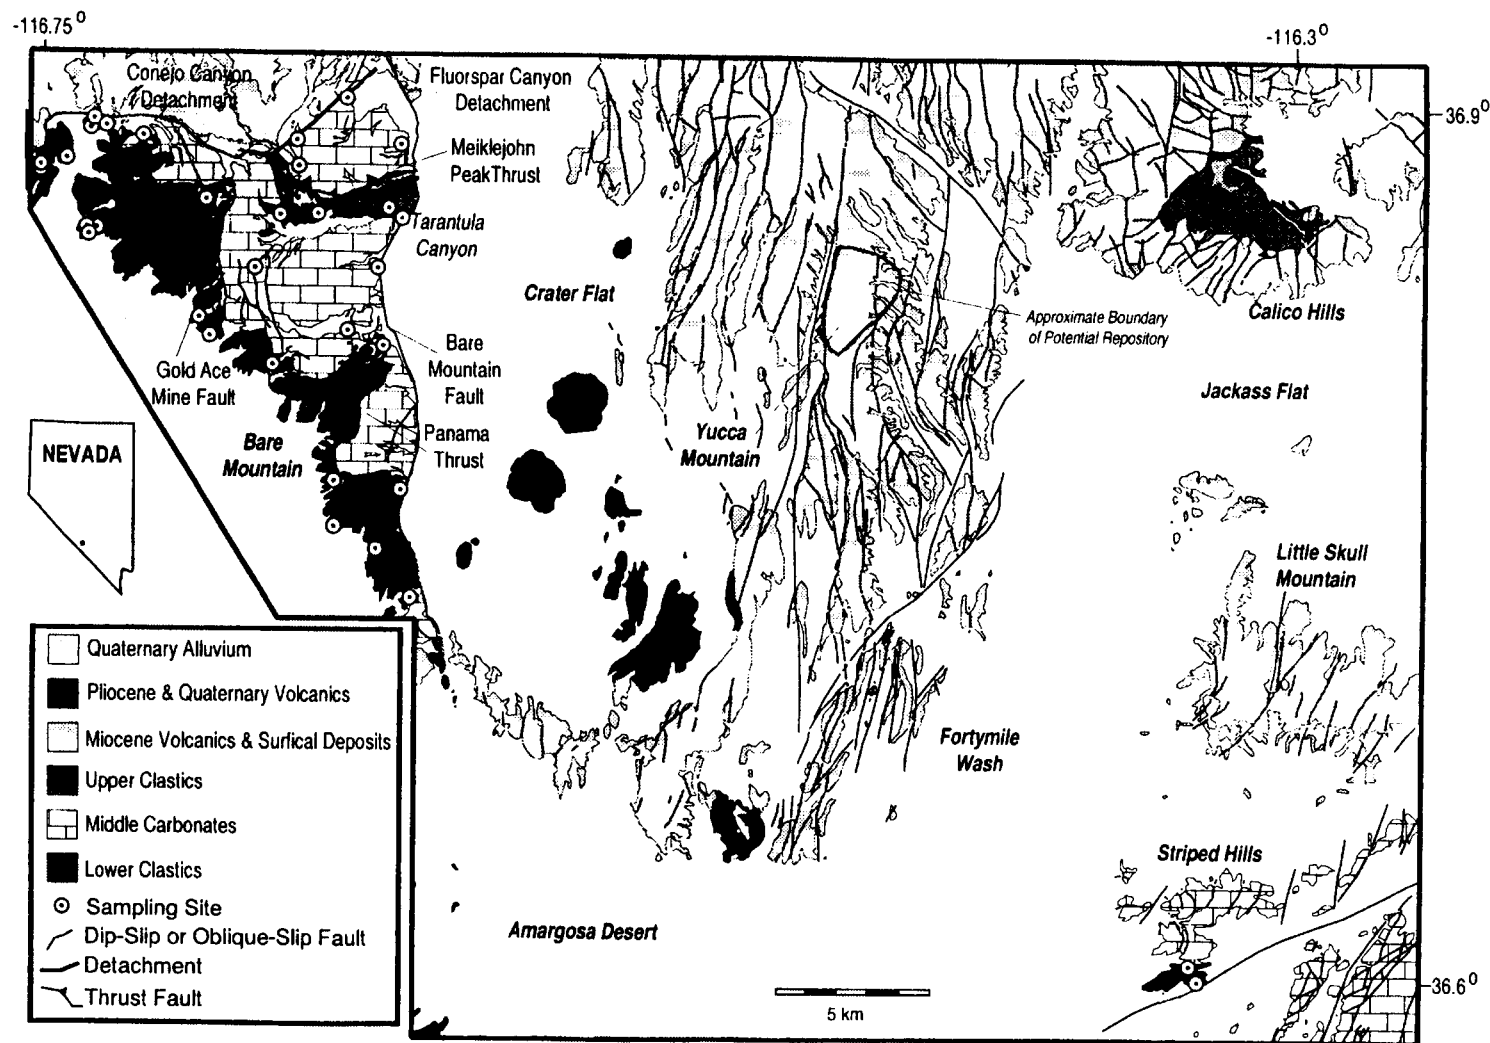 -116.75°
-116.3°
Conejo Canyon
Detachment
Fluorspar Canyon
Detachment
36.9°
Meiklejohn
PeakThrust
Tarantula
Canyon
Crater Flat
Approximate Boundary
of Potential Repository
Calico Hills
Gold Ace
Mine Fault
Bare
Mountain
Fault
Jackass Flat
Bare
Mountain
Panama
Thrust
Yucca
Mountain
NEVADA
Little Skull
Mountain
Quaternary Alluvium
Pliocene & Quaternary Volcanics
Miocene Volcanics & Surfical Deposits
Upper Clastics
Middle Carbonates
Lower Clastics
Sampling Site
Dip-Slip or Oblique-Slip Fault
Detachment
Thrust Fault
Fortymile
Wash
Striped Hills
Amargosa Desert
36.6°
5 km